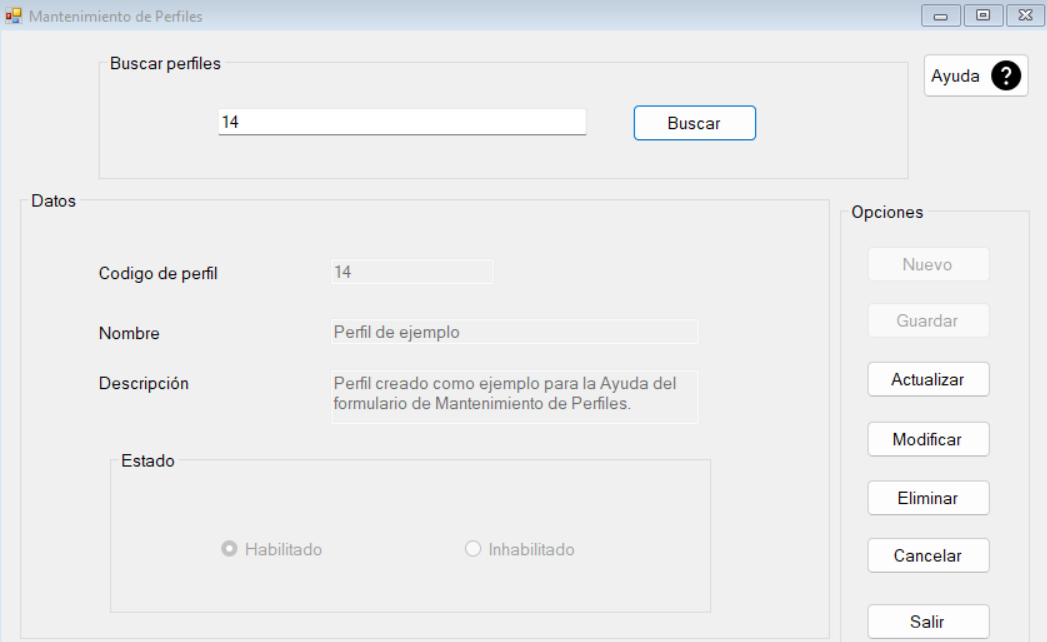 Mantenimiento de Perfiles
Buscar perfiles
14
Buscar
Ayuda ?
Datos
Codigo de perfil 14
Nombre Perfil de ejemplo
Descripción Perfil creado como ejemplo para la Ayuda del
formulario de Mantenimiento de Perfiles.
Estado
Habilitado Inhabilitado
Opciones
Nuevo
Guardar
Actualizar
Modificar
Eliminar
Cancelar
Salir